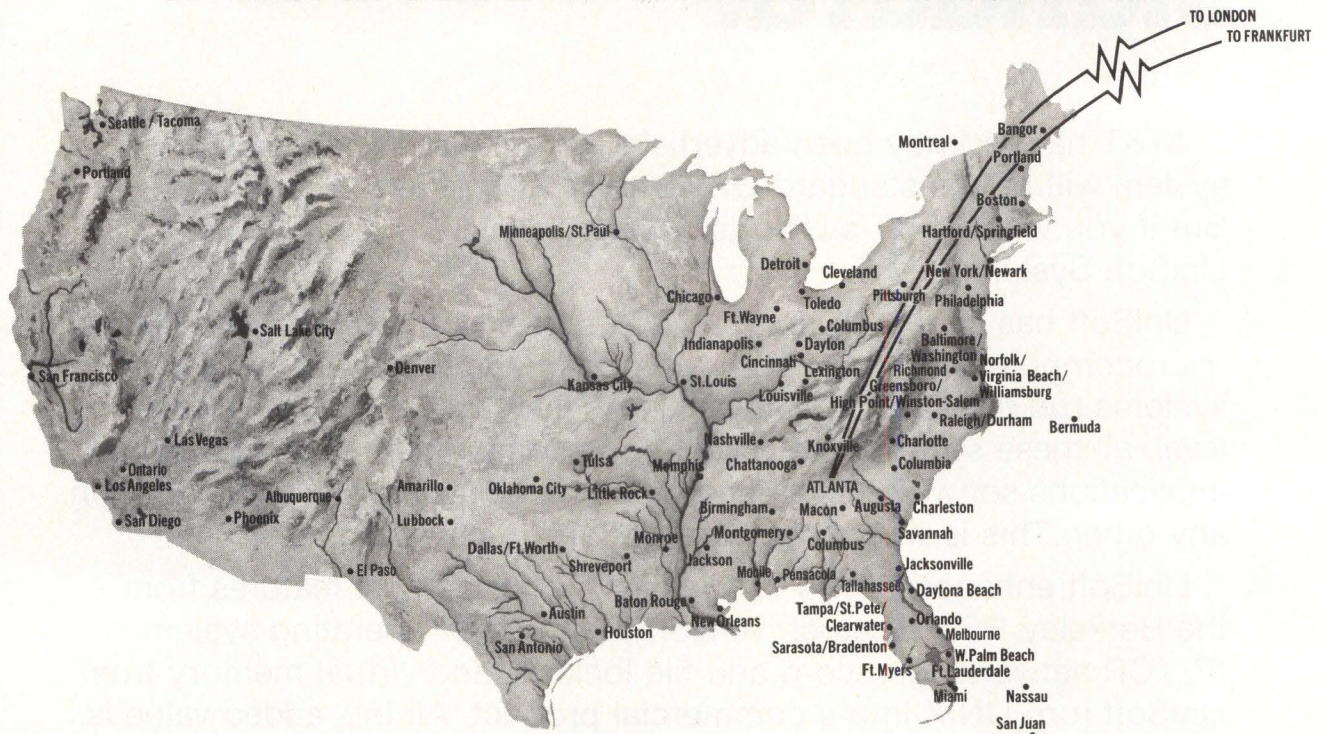 TO LONDON
TO FRANKFURT
Seattle / Tacoma
Portland
Montreal
Bangor
Portland
Boston
Minneapolis/St.Paul
Hartford/Springfield
Detroit
Cleveland
New York/Newark
Chicago
Toledo
Pittsburgh
Philadelphia
Ft.Wayne
Salt Lake City
Columbus
Indianapolis
Dayton
Baltimore/
Washington
Cincinnati
Norfolk/
Virginia Beach/
Williamsburg
Denver
Lexington
Richmond
San Francisco
Kansas City
St.Louis
Louisville
Greensboro/
High Point/Winston-Salem
Raleigh/Durham
Bermuda
Las Vegas
Nashville
Knoxville
Charlotte
Ontario
Tulsa
Memphis
Chattanooga
Columbia
Los Angeles
Albuquerque
Amarillo
Oklahoma City
Little Rock
ATLANTA
San Diego
Phoenix
Lubbock
Birmingham
Macon
Augusta
Charleston
Savannah
Dallas/Ft.Worth
Monroe
Montgomery
Columbus
Shreveport
Jackson
El Paso
Mobile
Pensacola
Tallahassee
Jacksonville
Daytona Beach
Austin
Baton Rouge
New Orleans
Tampa/St.Pete/
Clearwater
Orlando
Melbourne
San Antonio
Houston
Sarasota/Bradenton
W.Palm Beach
Ft.Myers
Ft.Lauderdale
Miami
Nassau
San Juan